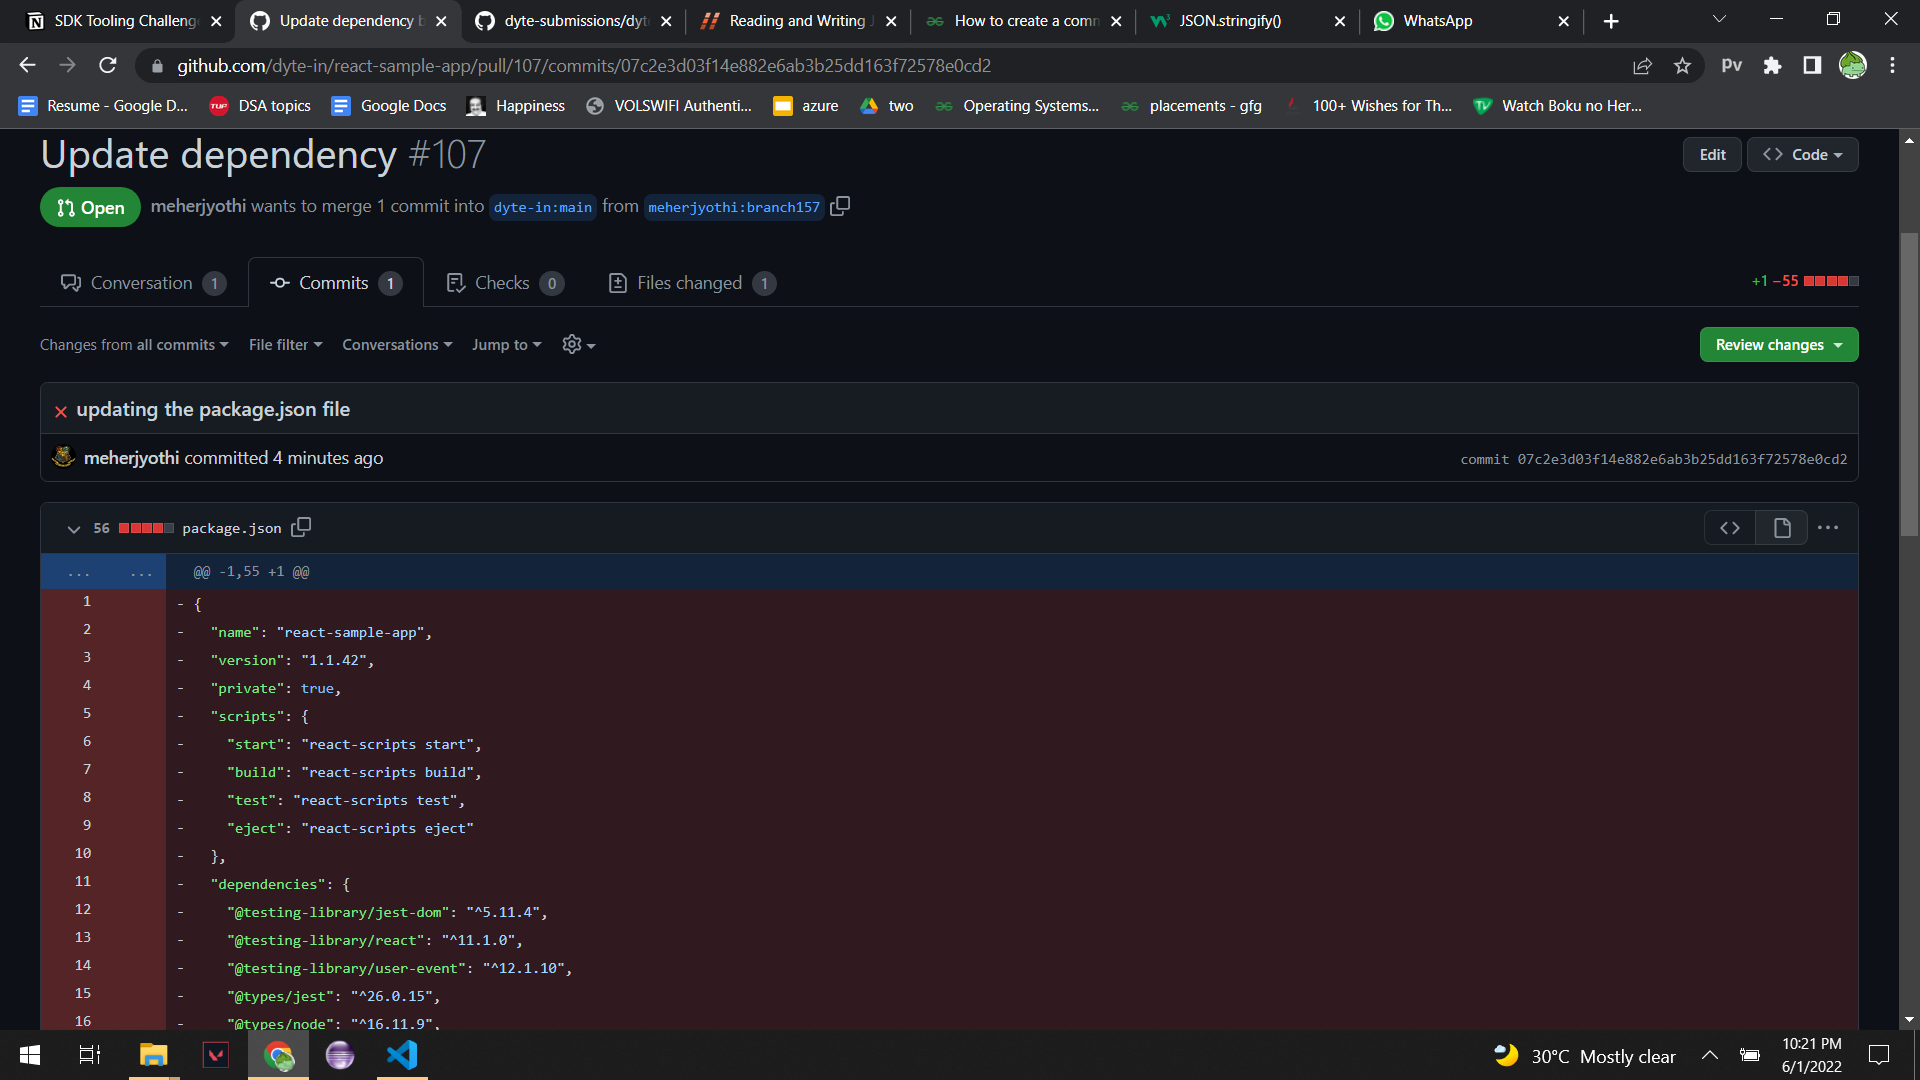 SDK Tooling Challeng
Update dependency b
dyte-submissions/dyt
Reading and Writing J
How to create a comm
JSON.stringify()
WhatsApp
github.com/dyte-in/react-sample-app/pull/107/commits/07c2e3d03f14e882e6ab3b25dd163f72578e0cd2
pv
Resume - Google D...
DSA topics
Google Docs
Happiness
VOLSWIFI Authenti...
azure
two
Operating Systems...
placements - gfg
100+ Wishes for Th...
Watch Boku no Her...
Update dependency #107
Edit
<> Code
Open
meherjyothi wants to merge 1 commit into dyte-in:main from meherjyothi:branch157
Conversation 1
Commits 1
Checks 0
Files changed 1
+1 −55
Changes from all commits
File filter
Conversations
Jump to
Review changes
updating the package.json file
meherjyothi committed 4 minutes ago
commit 07c2e3d03f14e882e6ab3b25dd163f72578e0cd2
56 package.json
... ... @@ -1,55 +1 @@
1 - {
2 - "name": "react-sample-app",
3 - "version": "1.1.42",
4 - "private": true,
5 - "scripts": {
6 - "start": "react-scripts start",
7 - "build": "react-scripts build",
8 - "test": "react-scripts test",
9 - "eject": "react-scripts eject"
10 - },
11 - "dependencies": {
12 - "@testing-library/jest-dom": "^5.11.4",
13 - "@testing-library/react": "^11.1.0",
14 - "@testing-library/user-event": "^12.1.10",
15 - "@types/jest": "^26.0.15",
16 - "@types/node": "^16.11.9",
30°C Mostly clear
10:21 PM
6/1/2022